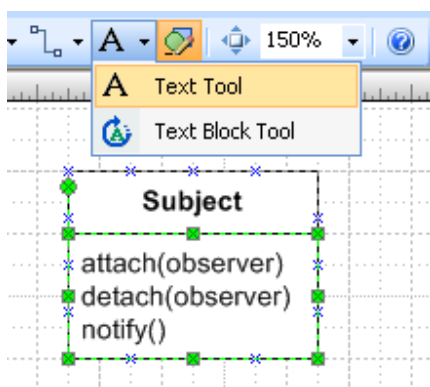 A
150%
?
A Text Tool
A Text Block Tool
Subject
attach(observer)
detach(observer)
notify()